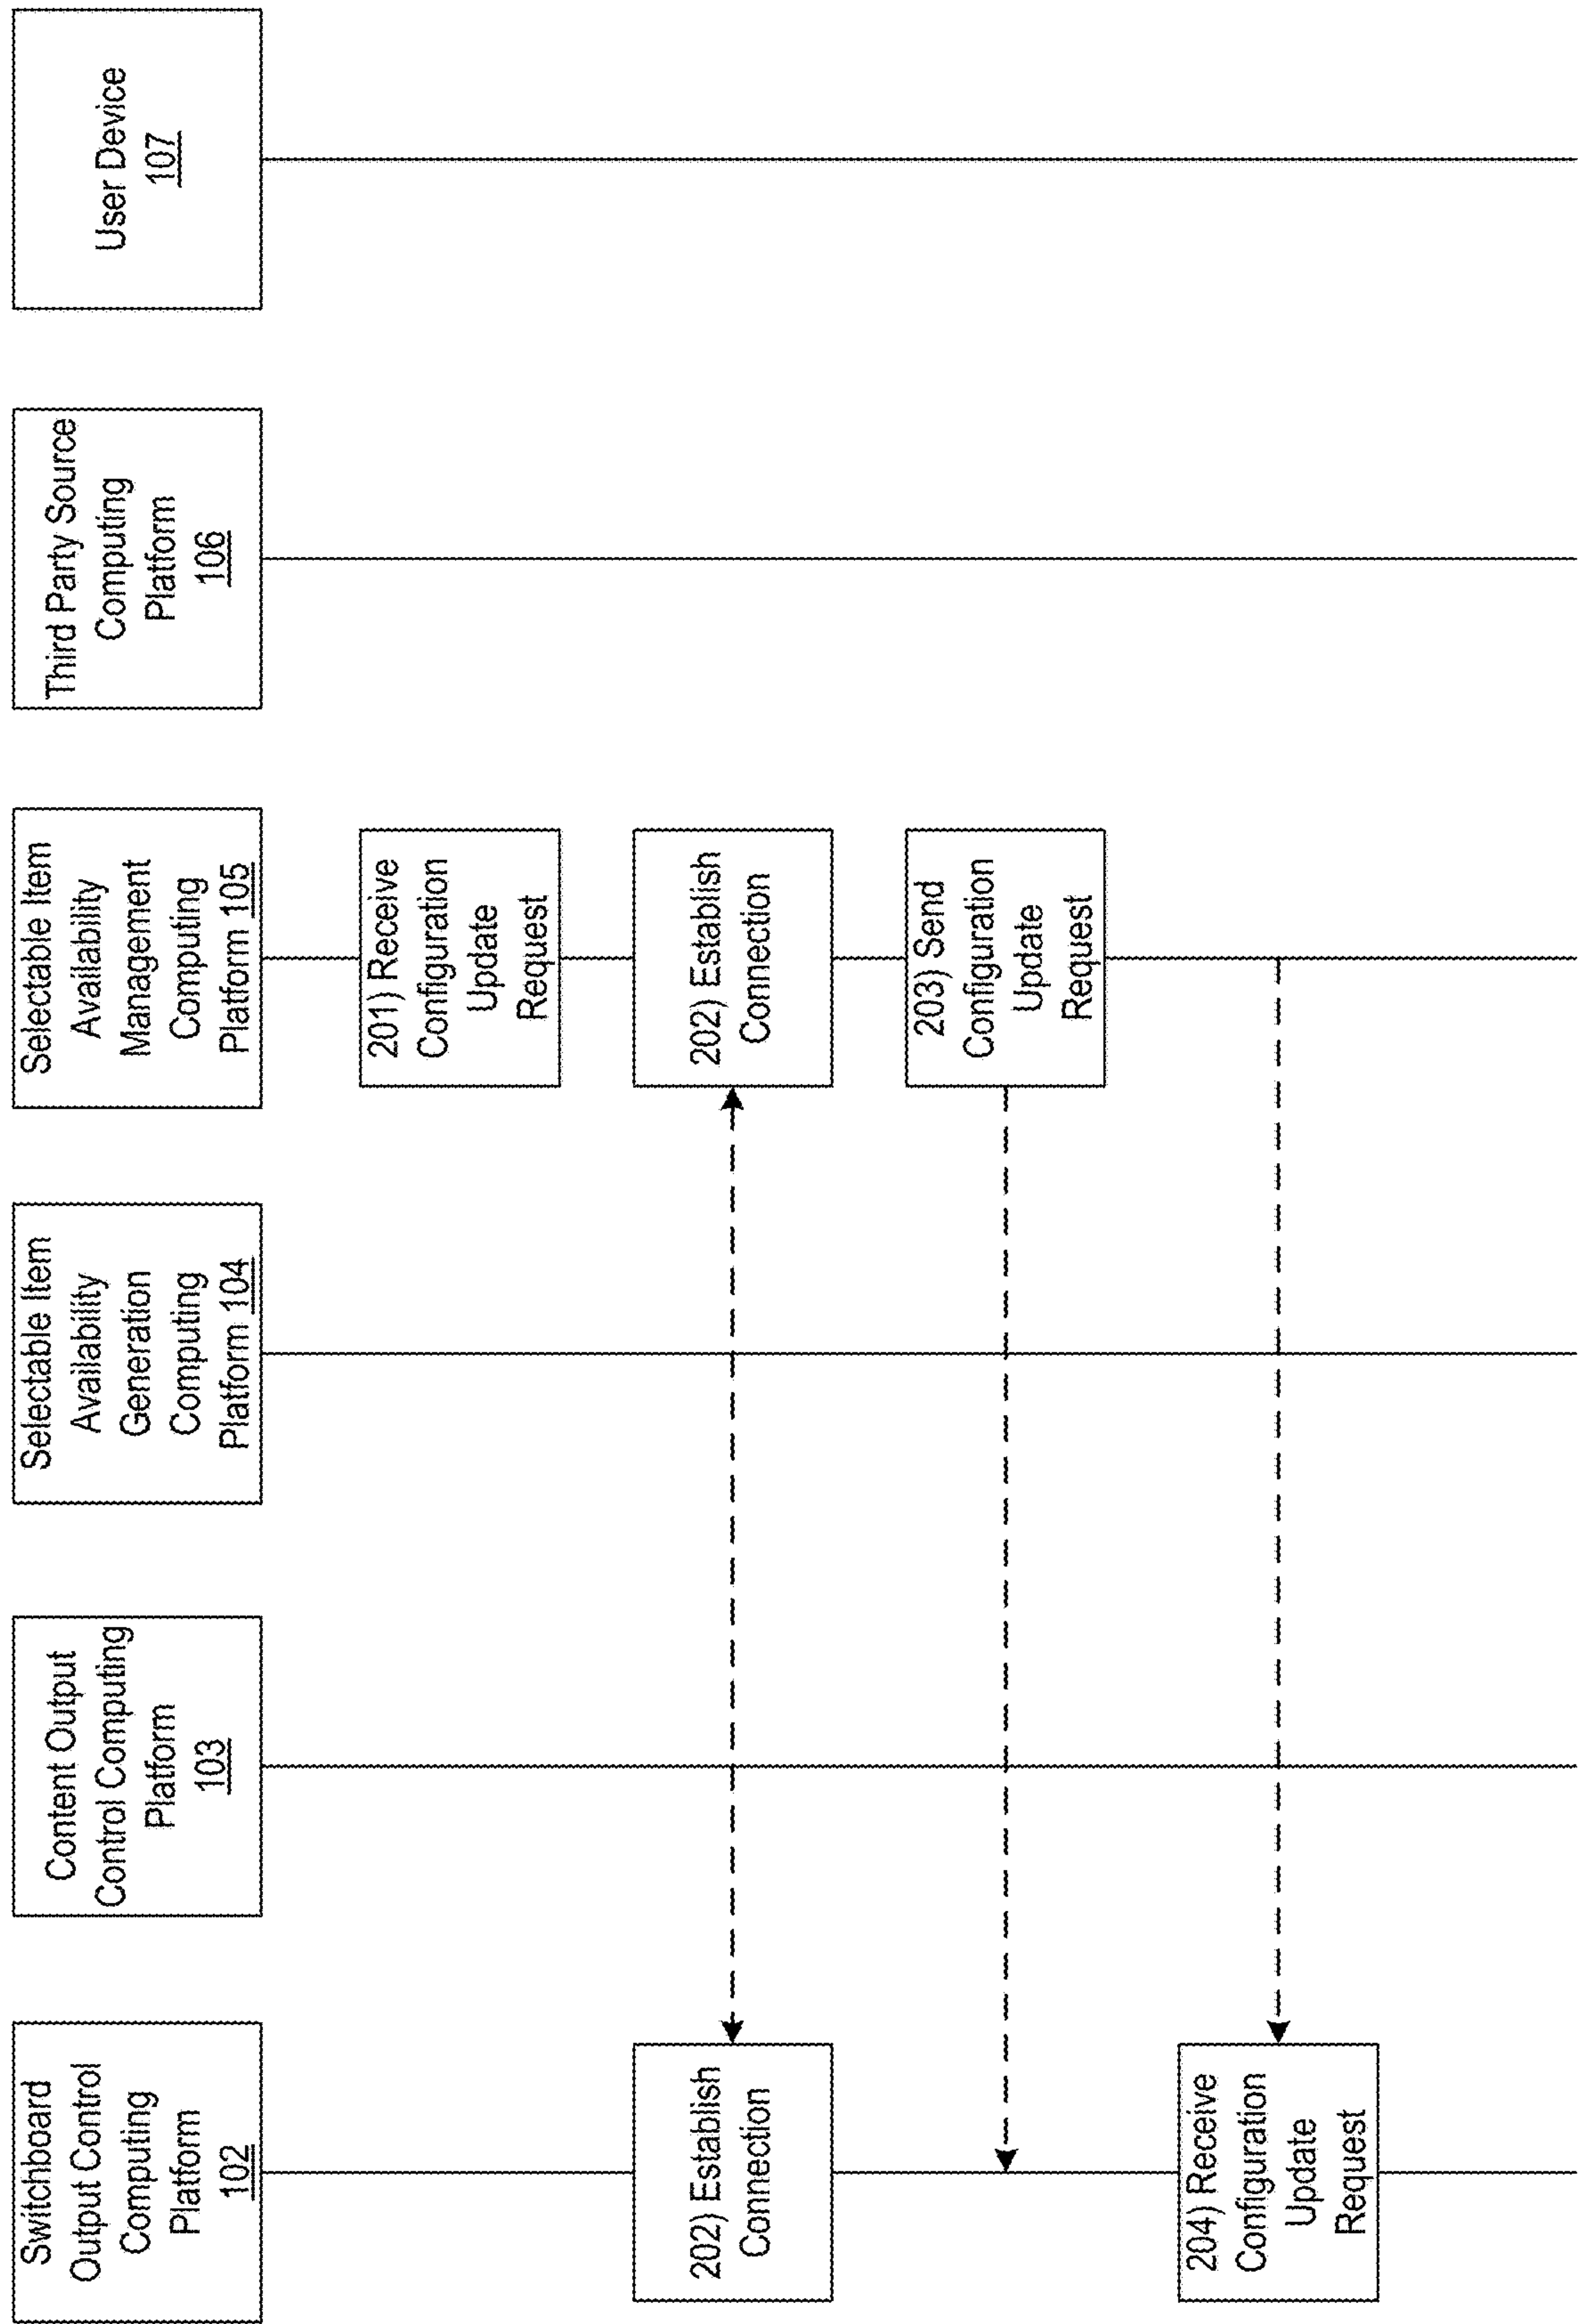 Switchboard
Output Control
Computing
Platform
102
Content Output
Control Computing
Platform
103
Selectable Item
Availability
Generation
Computing
Platform 104
Selectable Item
Availability
Management
Computing
Platform 105
Third Party Source
Computing
Platform
106
User Device
107
201) Receive
Configuration
Update
Request
202) Establish
Connection
202) Establish
Connection
203) Send
Configuration
Update
Request
204) Receive
Configuration
Update
Request